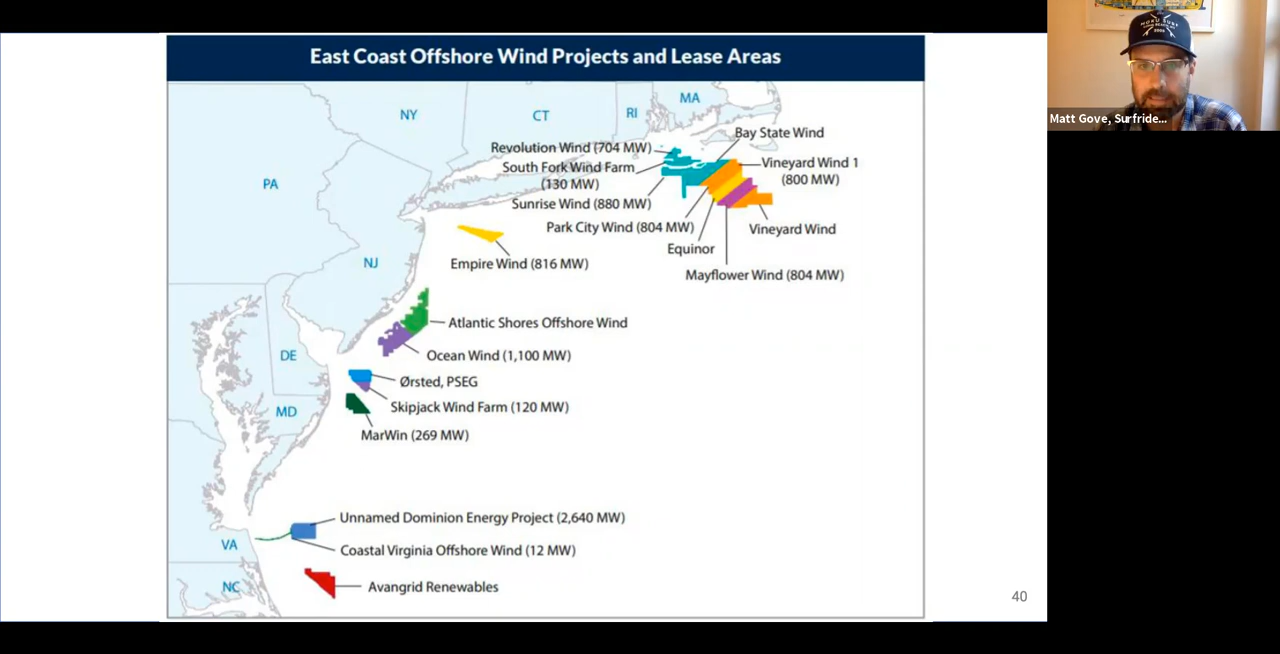 East Coast Offshore Wind Projects and Lease Areas
NY
CT
RI
MA
PA
NJ
DE
MD
VA
NC
Revolution Wind (704 MW)
South Fork Wind Farm
(130 MW)
Sunrise Wind (880 MW)
Park City Wind (804 MW)
Equinor
Mayflower Wind (804 MW)
Bay State Wind
Vineyard Wind 1
(800 MW)
Vineyard Wind
Empire Wind (816 MW)
Atlantic Shores Offshore Wind
Ocean Wind (1,100 MW)
Ørsted, PSEG
Skipjack Wind Farm (120 MW)
MarWin (269 MW)
Unnamed Dominion Energy Project (2,640 MW)
Coastal Virginia Offshore Wind (12 MW)
Avangrid Renewables
40
Matt Gove, Surfride...